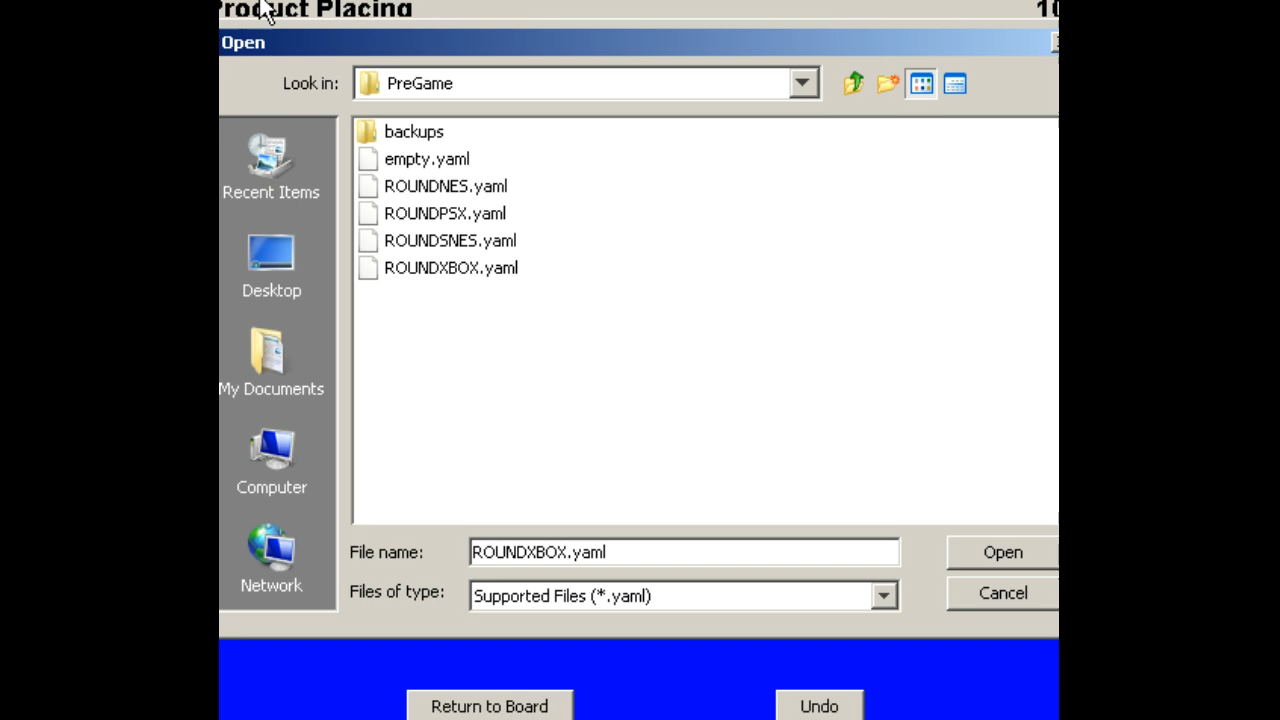 Product Placing
10
Open
Look in:
PreGame
backups
empty.yaml
ROUNDNES.yaml
ROUNDPSX.yaml
ROUNDSNES.yaml
ROUNDXBOX.yaml
Recent Items
Desktop
My Documents
Computer
Network
File name:
ROUNDXBOX.yaml
Open
Files of type:
Supported Files (*.yaml)
Cancel
Return to Board
Undo